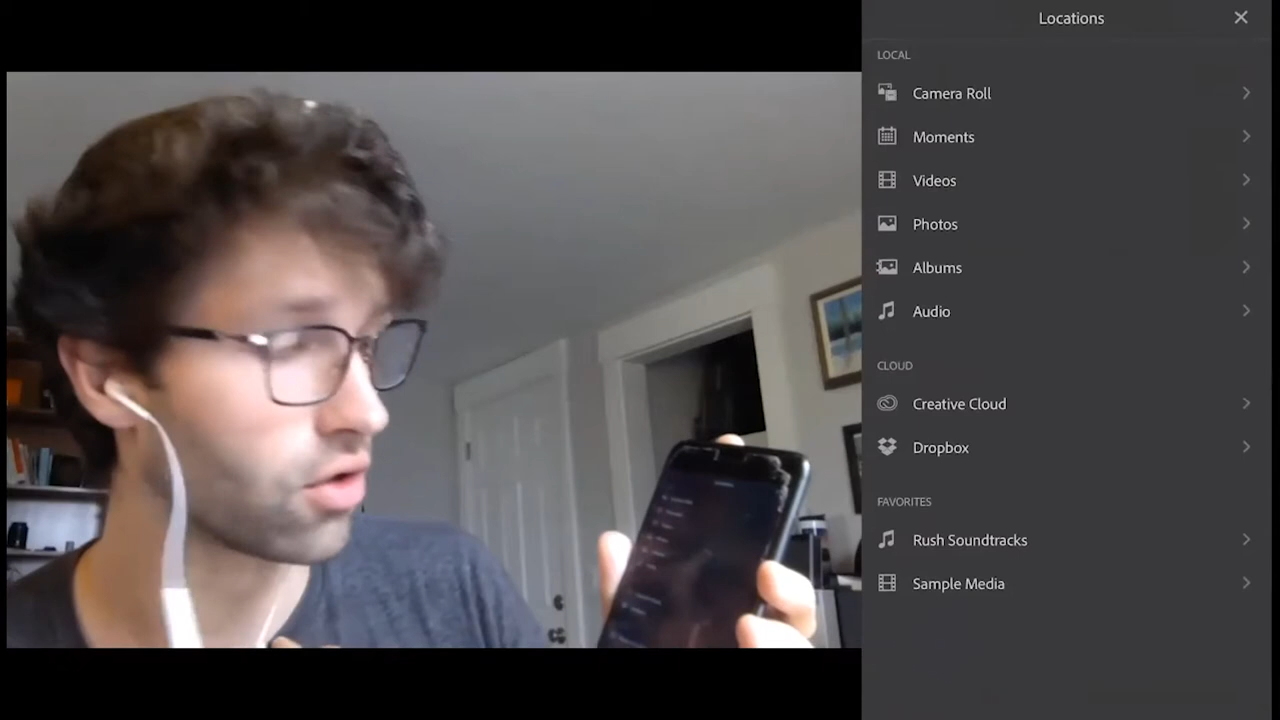 Locations
LOCAL
Camera Roll
Moments
Videos
Photos
Albums
Audio
CLOUD
Creative Cloud
Dropbox
FAVORITES
Rush Soundtracks
Sample Media